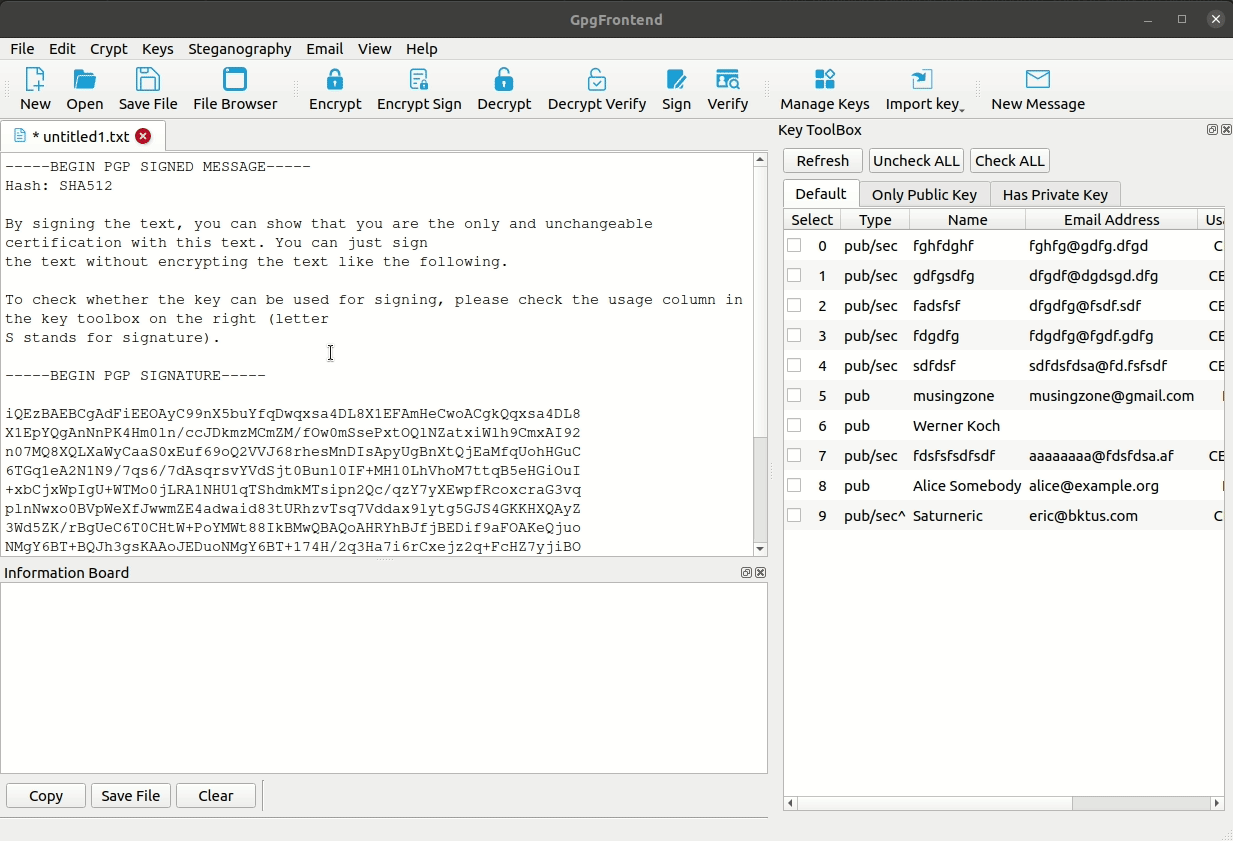 GpgFrontend
File Edit Crypt Keys Steganography Email View Help
New Open Save File File Browser Encrypt Encrypt Sign Decrypt Decrypt Verify Sign Verify Manage Keys Import key New Message
* untitled1.txt
-----BEGIN PGP SIGNED MESSAGE-----
Hash: SHA512
By signing the text, you can show that you are the only and unchangeable
certification with this text. You can just sign
the text without encrypting the text like the following.
To check whether the key can be used for signing, please check the usage column in
the key toolbox on the right (letter
S stands for signature).
-----BEGIN PGP SIGNATURE-----
iQEzBAEBCgAdFiEEOAyC99nX5buYfqDwqxsa4DL8X1EFAmHeCwoACgkQqxsa4DL8
X1EpYQgAnNnPK4Hm0ln/ccJDkmzMCmZM/fOw0mSsePxtOQlNZatxiWlh9CmxAI92
n07MQ8XQLXaWyCaaS0xEuf69oQ2VVJ68rhesMnDIsApyUgBnXtQjEaMfqUohHGuC
6TGq1eA2N1N9/7qs6/7dAsqrsvYVdSjt0Bunl0IF+MH10LhVhoM7ttqB5eHGiOuI
+xbCjxWpIgU+WTMo0jLRA1NHU1qTShdmkMTsipn2Qc/qzY7yXEwpfRcoxcraG3vq
plnNwxo0BVpWeXfJwwmZE4adwaid83tURhzvTsq7Vddax9lytg5GJS4GKKHXQAyZ
3Wd5ZK/rBgUeC6T0CHtW+PoYMWt88IkBMwQBAQoAHRYhBJfjBEDif9aFOAKeQjuo
NMgY6BT+BQJh3gsKAAoJEDuoNMgY6BT+174H/2q3Ha7i6rCxejz2q+FcHZ7yjiBO
Information Board
Copy Save File Clear
Key ToolBox
Refresh Uncheck ALL Check ALL
Default Only Public Key Has Private Key
Select Type Name Email Address Usa
0 pub/sec fghfdghf fghfg@gdfg.dfgd C
1 pub/sec gdfgsdfg dfgdf@dgdsgd.dfg CE
2 pub/sec fadsfsf dfgdfg@fsdf.sdf CE
3 pub/sec fdgdfg fdgdfg@fgdf.gdfg CE
4 pub/sec sdfdsf sdfdsfdsa@fd.fsfsdf CE
5 pub musingzone musingzone@gmail.com
6 pub Werner Koch
7 pub/sec fdsfsfsdfsdf aaaaaaaa@fdsfdsa.af CE
8 pub Alice Somebody alice@example.org
9 pub/sec^ Saturneric eric@bktus.com C